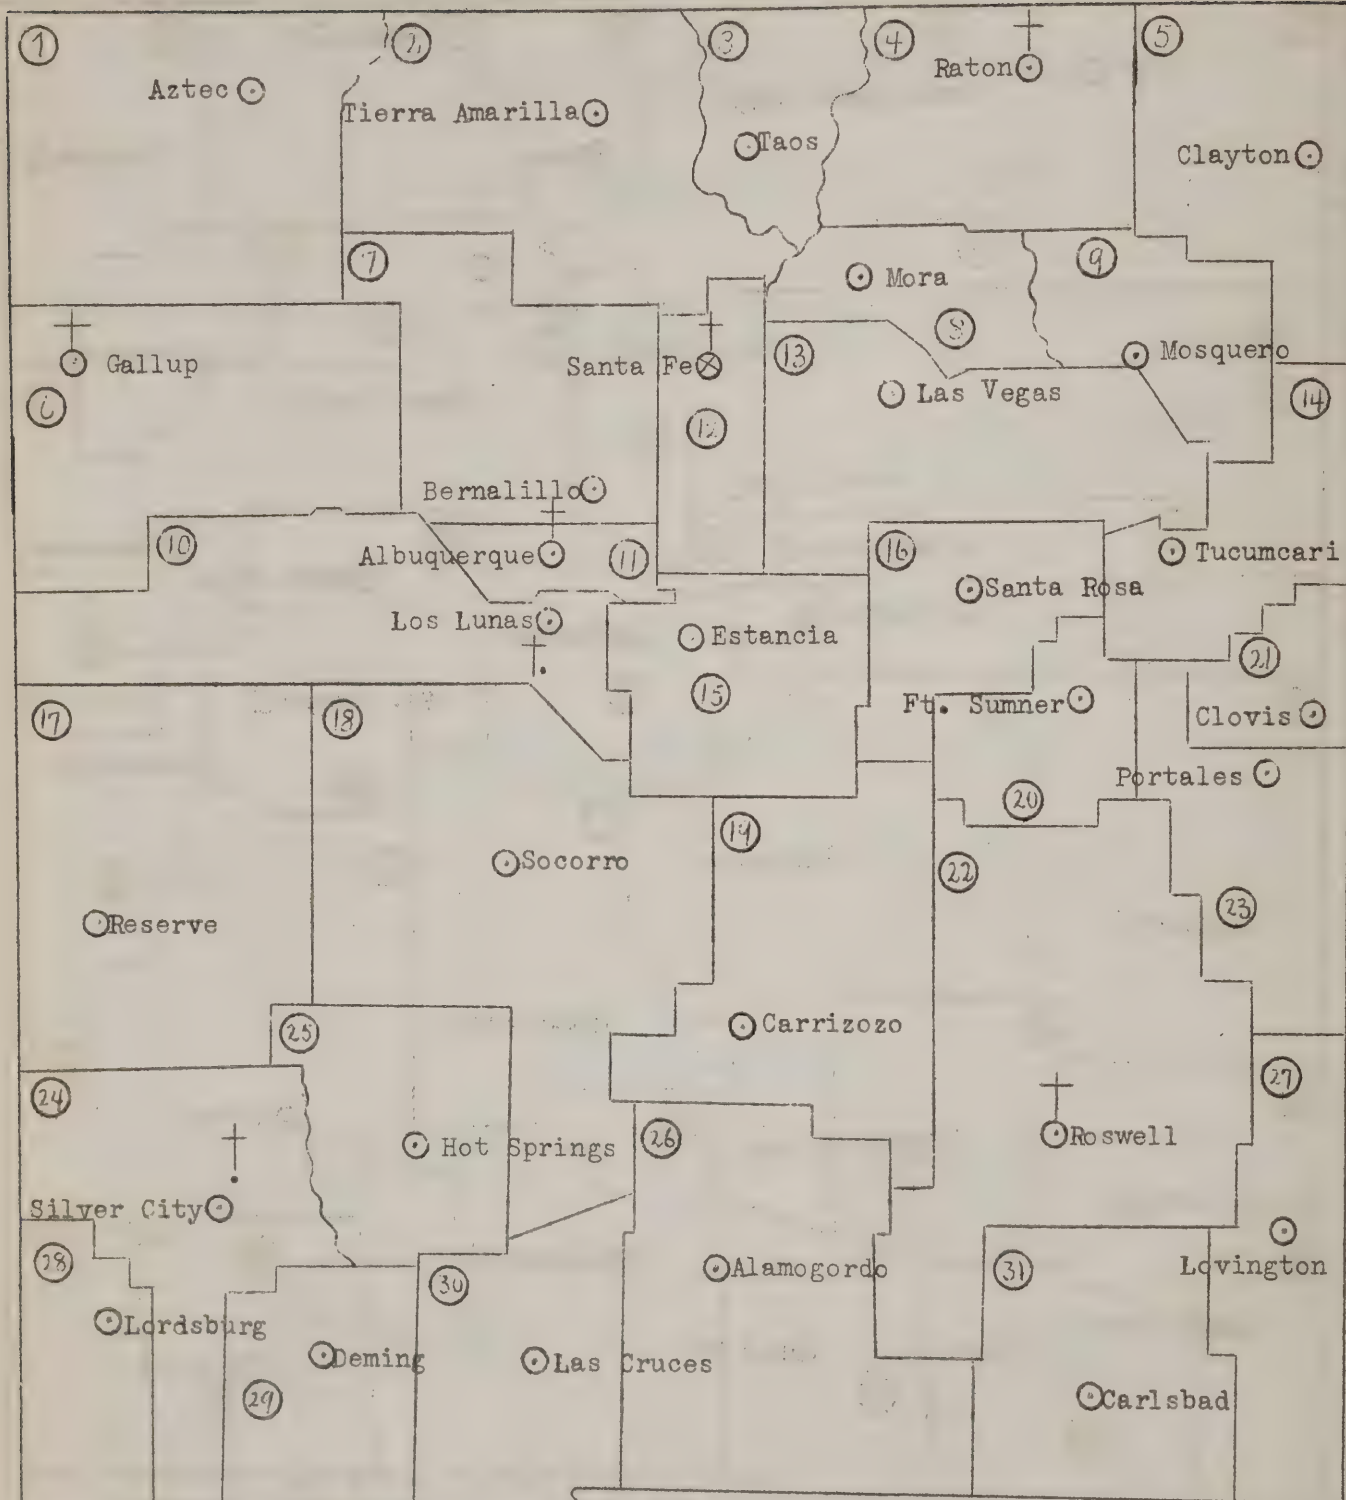 1
2
3
4
5
Raton
Aztec
Tierra Amarilla
Taos
Clayton
7
9
Mora
8
Gallup
Santa Fe
13
Mosquero
6
Las Vegas
14
12
Bernalillo
10
Albuquerque
11
16
Tucumcari
Santa Rosa
Los Lunas
Estancia
21
15
17
18
Ft. Sumner
Clovis
Portales
20
19
Socorro
22
23
Reserve
25
Carrizozo
24
27
26
Hot Springs
Roswell
Silver City
28
30
Alamogordo
31
Lovington
Lordsburg
Deming
Las Cruces
29
Carlsbad